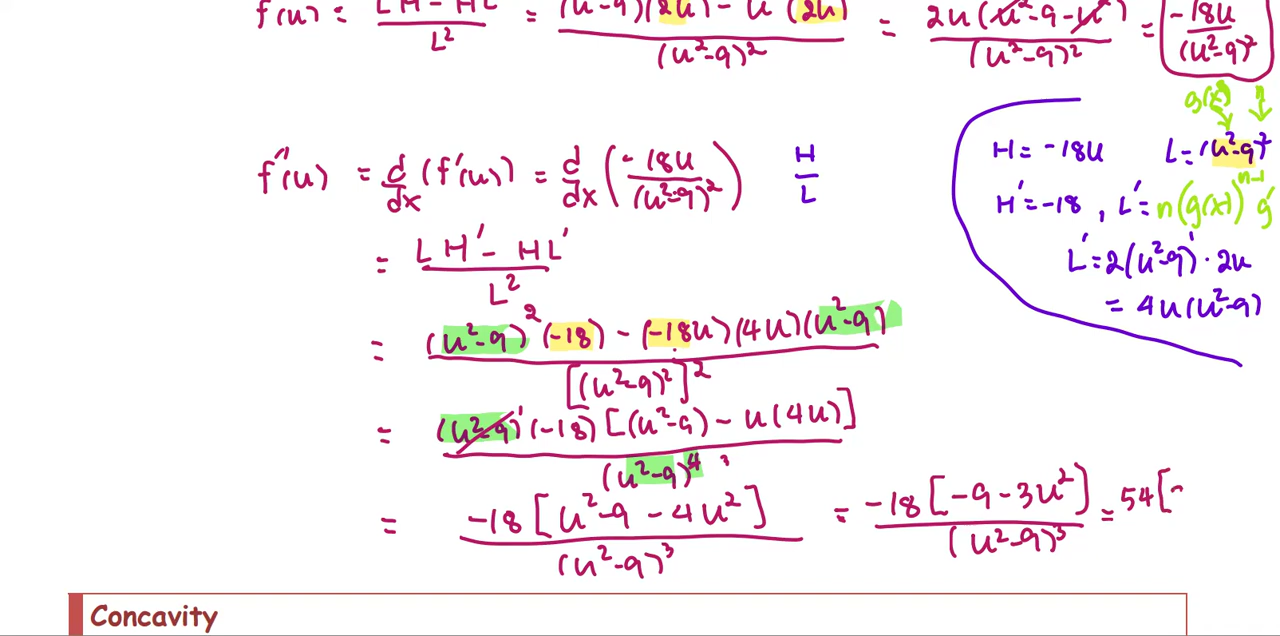 f'(u) = LH' - HL' / L² = (u²-9)(2u) - u²(2u) / (u²-9)² = 2u(u²-9-u²) / (u²-9)² = -18u / (u²-9)²
g(x) n
f''(u) = d/dx (f'(u)) = d/dx (-18u / (u²-9)²) H / L
H = -18u L = (u²-9)²
H' = -18 , L' = n(g(x))ⁿ⁻¹ g'
L' = 2(u²-9)¹ · 2u
= 4u(u²-9)
= LH' - HL' / L²
= (u²-9)²(-18) - (-18u)(4u)(u²-9) / [(u²-9)²]²
= (u²-9)¹(-18)[(u²-9) - u(4u)] / (u²-9)⁴ ³
= -18[u²-9-4u²] / (u²-9)³ = -18[-9-3u²] / (u²-9)³ = 54[
Concavity